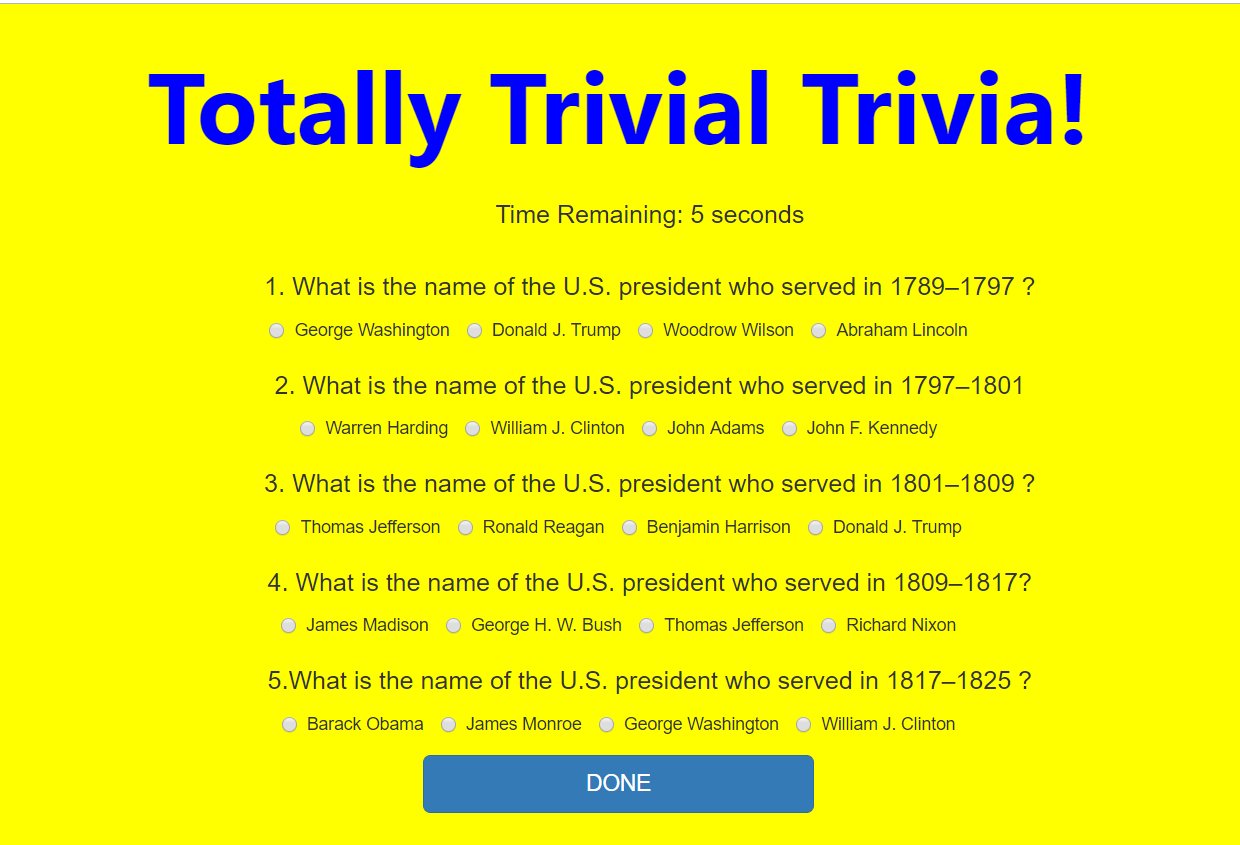 Totally Trivial Trivia!
Time Remaining: 5 seconds
1. What is the name of the U.S. president who served in 1789–1797 ?
George Washington Donald J. Trump Woodrow Wilson Abraham Lincoln
2. What is the name of the U.S. president who served in 1797–1801
Warren Harding William J. Clinton John Adams John F. Kennedy
3. What is the name of the U.S. president who served in 1801–1809 ?
Thomas Jefferson Ronald Reagan Benjamin Harrison Donald J. Trump
4. What is the name of the U.S. president who served in 1809–1817?
James Madison George H. W. Bush Thomas Jefferson Richard Nixon
5.What is the name of the U.S. president who served in 1817–1825 ?
Barack Obama James Monroe George Washington William J. Clinton
DONE